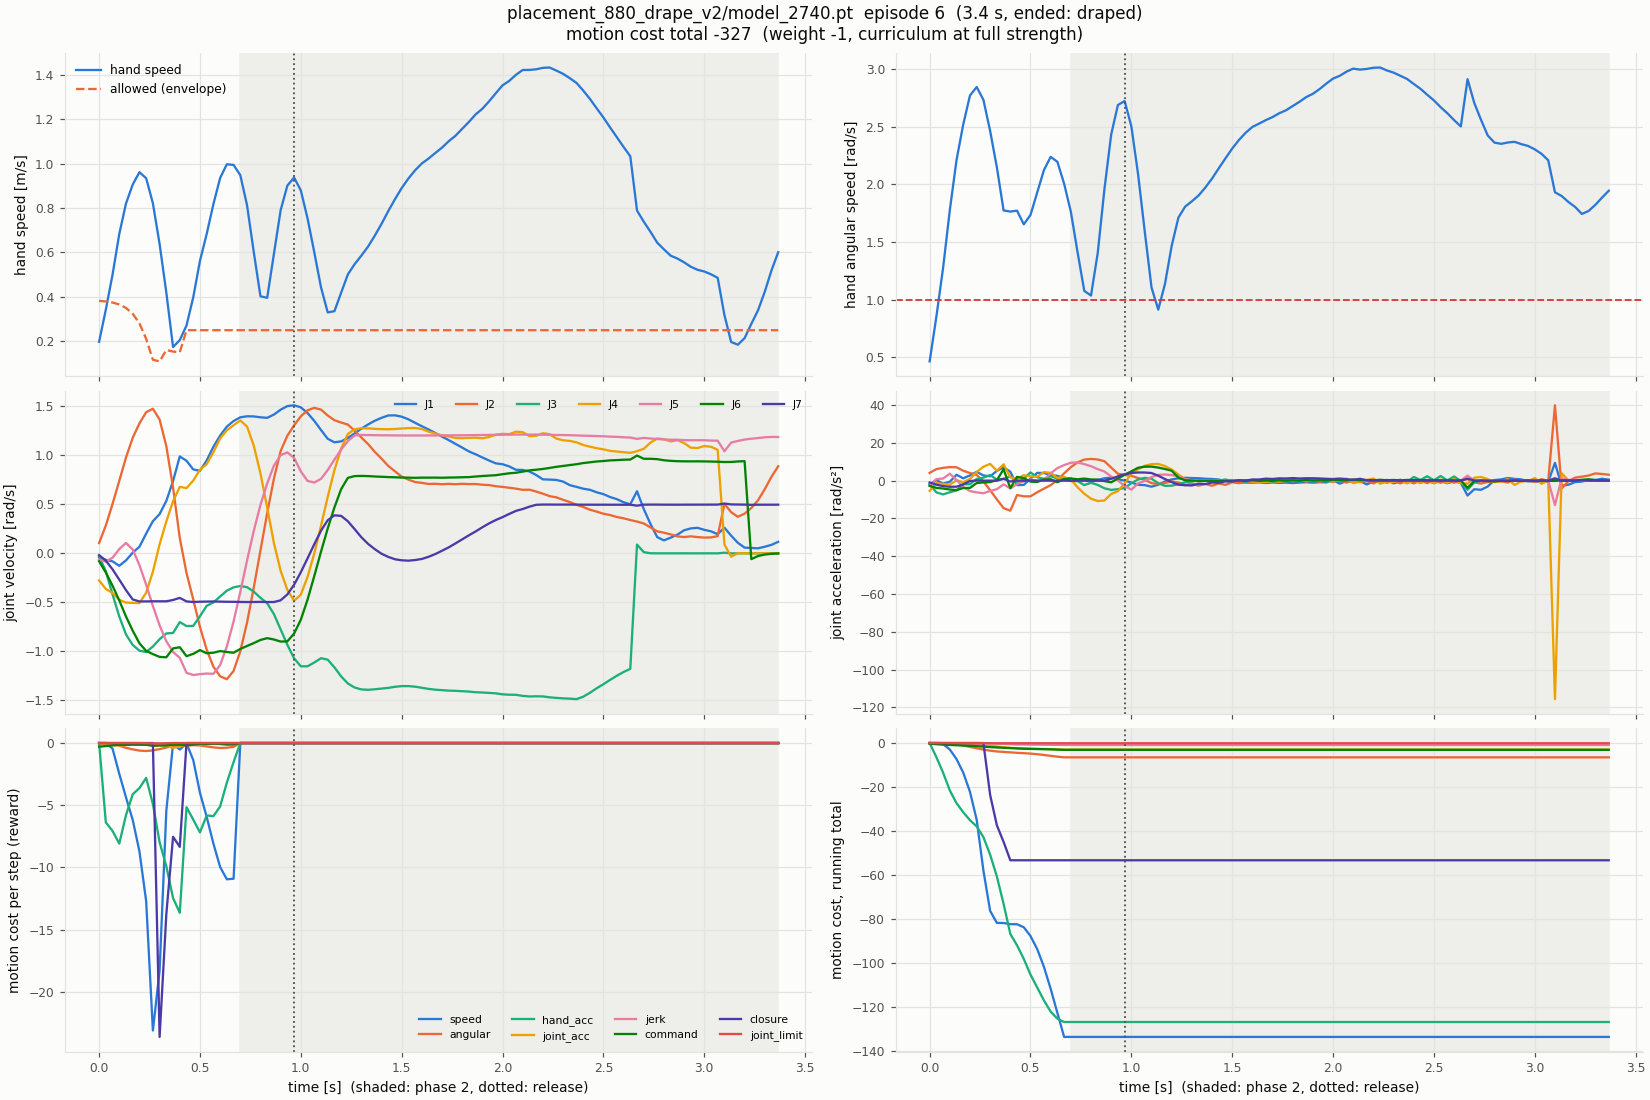 placement_880_drape_v2/model_2740.pt  episode 6  (3.4 s, ended: draped)
motion cost total -327  (weight -1, curriculum at full strength)
hand speed [m/s]
1.4
1.2
1.0
0.8
0.6
0.4
0.2
hand speed
allowed (envelope)
hand angular speed [rad/s]
3.0
2.5
2.0
1.5
1.0
0.5
joint velocity [rad/s]
1.5
1.0
0.5
0.0
−0.5
−1.0
−1.5
J1 J2 J3 J4 J5 J6 J7
joint acceleration [rad/s²]
40
20
0
−20
−40
−60
−80
−100
−120
motion cost per step (reward)
0
−5
−10
−15
−20
speed hand_acc jerk closure
angular joint_acc command joint_limit
0.0 0.5 1.0 1.5 2.0 2.5 3.0 3.5
time [s]  (shaded: phase 2, dotted: release)
motion cost, running total
0
−20
−40
−60
−80
−100
−120
−140
0.0 0.5 1.0 1.5 2.0 2.5 3.0 3.5
time [s]  (shaded: phase 2, dotted: release)